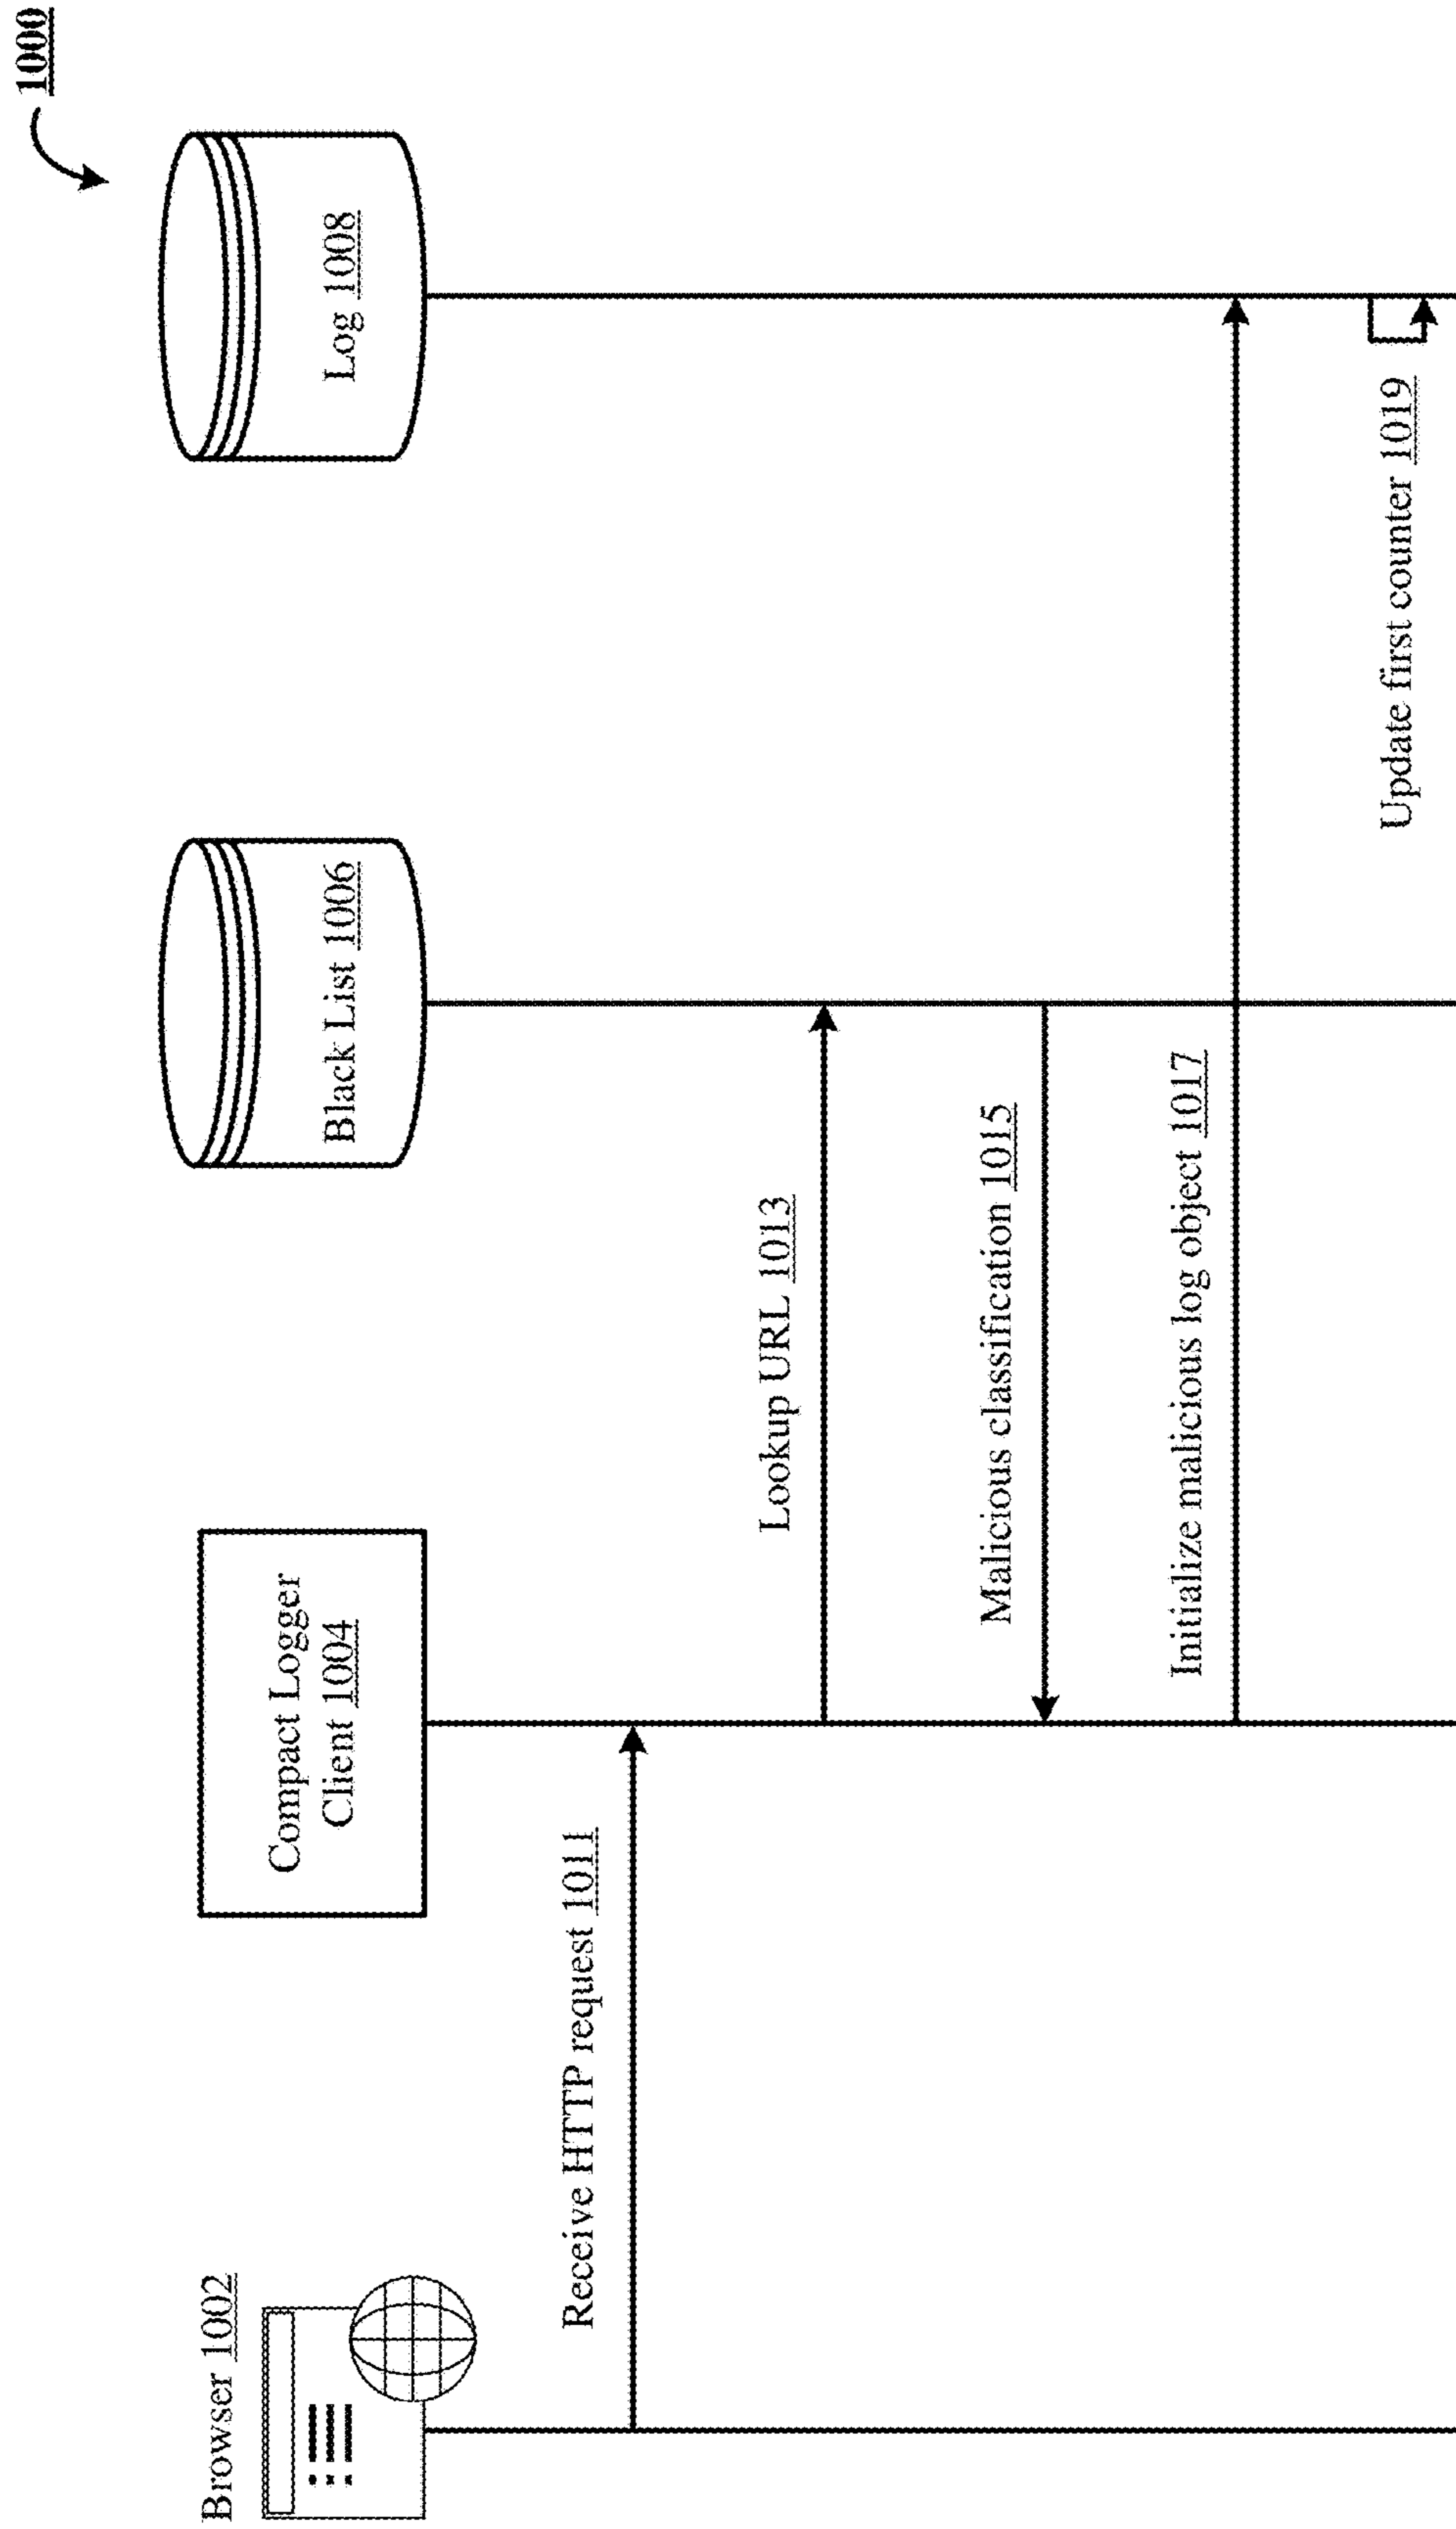 1000
Browser 1002
Compact Logger
Client 1004
Black List 1006
Log 1008
Receive HTTP request 1011
Lookup URL 1013
Malicious classification 1015
Initialize malicious log object 1017
Update first counter 1019